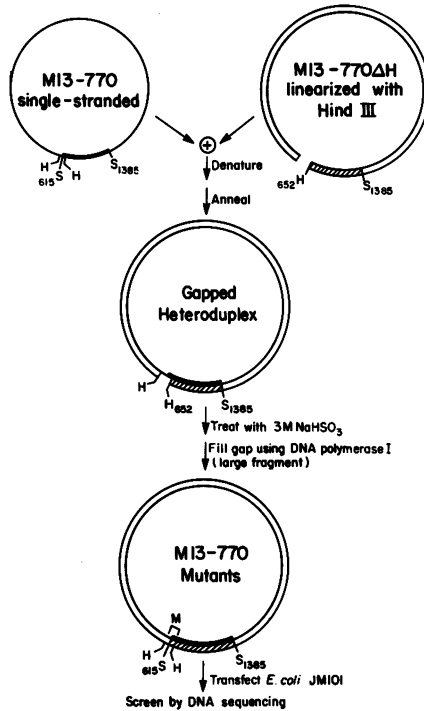 M13-770
single-stranded
H
S
615
H
S1385
M13-770ΔH
linearized with
Hind III
652
H
S1385
+
Denature
Anneal
Gapped
Heteroduplex
H
H652
S1385
Treat with 3M NaHSO3
Fill gap using DNA polymerase I
(large fragment)
M13-770
Mutants
M
H
615S
H
S1385
Transfect E. coli JM101
Screen by DNA sequencing